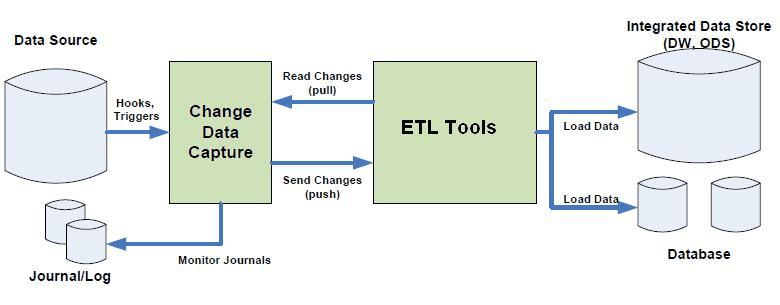 Data Source
Hooks,
Triggers
Journal/Log
Change
Data
Capture
Monitor Journals
Read Changes
(pull)
Send Changes
(push)
ETL Tools
Load Data
Load Data
Integrated Data Store
(DW, ODS)
Database